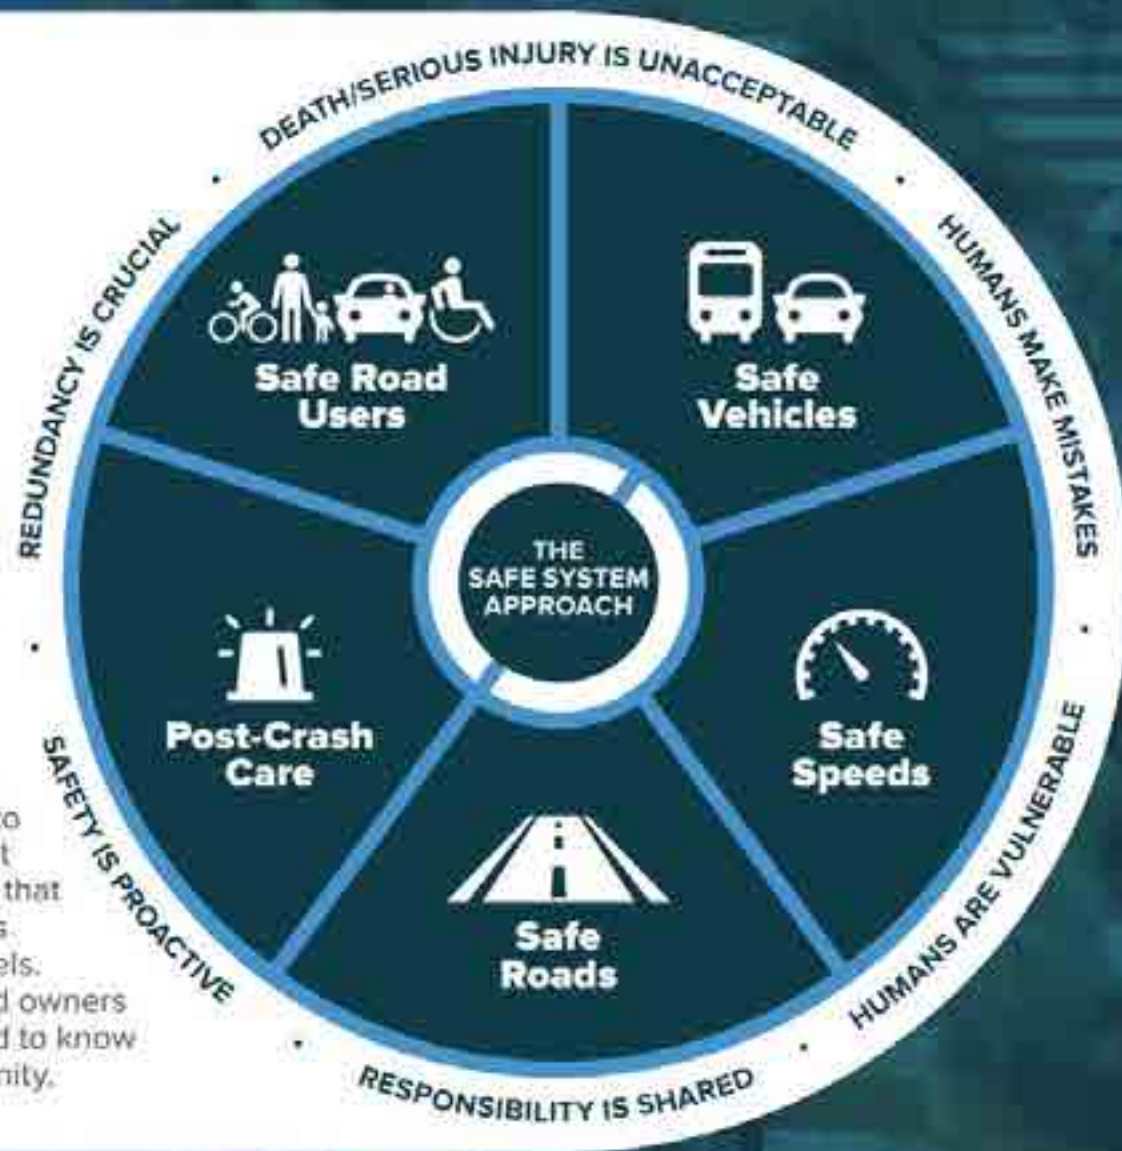 DEATH/SERIOUS INJURY IS UNACCEPTABLE
HUMANS MAKE MISTAKES
HUMANS ARE VULNERABLE
RESPONSIBILITY IS SHARED
SAFETY IS PROACTIVE
REDUNDANCY IS CRUCIAL
Safe Road
Users
Safe
Vehicles
THE
SAFE SYSTEM
APPROACH
Post-Crash
Care
Safe
Speeds
Safe
Roads
that
owners
to know